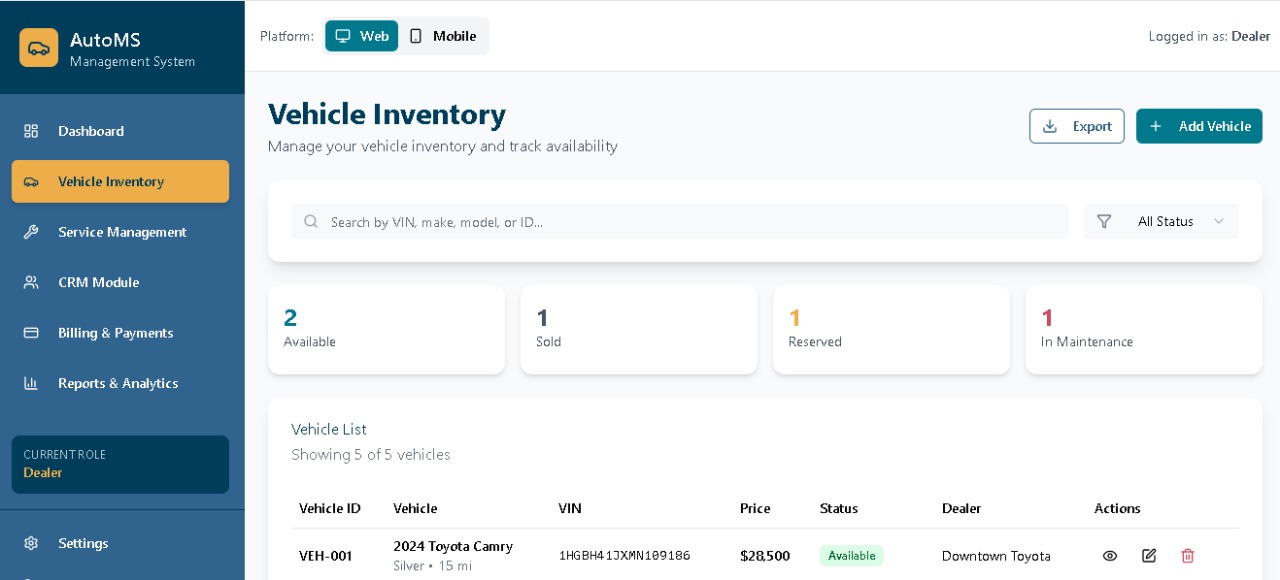 AutoMS
Management System
Platform: Web Mobile
Logged in as: Dealer
Dashboard
Vehicle Inventory
Service Management
CRM Module
Billing & Payments
Reports & Analytics
CURRENT ROLE
Dealer
Settings
Vehicle Inventory
Manage your vehicle inventory and track availability
Export
Add Vehicle
Search by VIN, make, model, or ID...
All Status
2
Available
1
Sold
1
Reserved
1
In Maintenance
Vehicle List
Showing 5 of 5 vehicles
Vehicle ID Vehicle VIN Price Status Dealer Actions
VEH-001 2024 Toyota Camry 1HGBH41JXMN109186 $28,500 Available Downtown Toyota
Silver • 15 mi